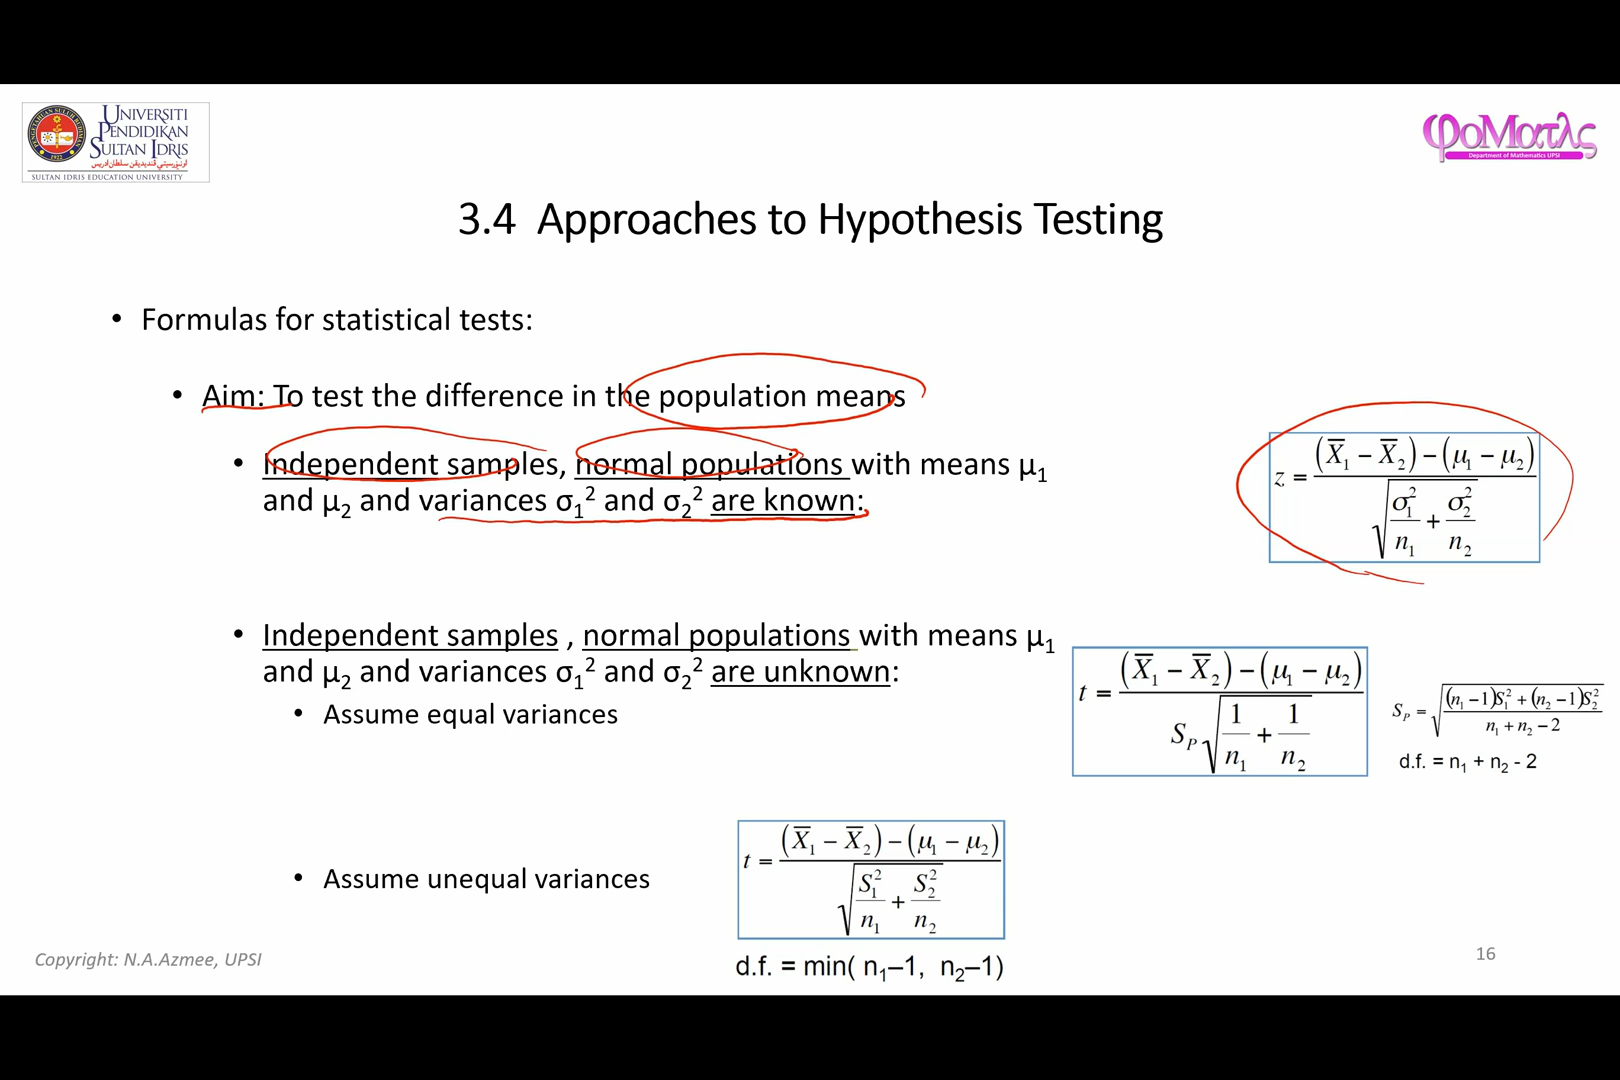 UNIVERSITI
PENDIDIKAN
SULTAN IDRIS
SULTAN IDRIS EDUCATION UNIVERSITY
φoMατλς
Department of Mathematics UPSI
3.4 Approaches to Hypothesis Testing
• Formulas for statistical tests:
• Aim: To test the difference in the population means
• Independent samples, normal populations with means μ₁
and μ₂ and variances σ₁² and σ₂² are known:
z = ((X̄₁ − X̄₂) − (μ₁ − μ₂)) / √(σ₁²/n₁ + σ₂²/n₂)
• Independent samples , normal populations with means μ₁
and μ₂ and variances σ₁² and σ₂² are unknown:
• Assume equal variances
t = ((X̄₁ − X̄₂) − (μ₁ − μ₂)) / (S_P √(1/n₁ + 1/n₂))
S_P = √(((n₁ −1)S₁² + (n₂ −1)S₂²) / (n₁ + n₂ − 2))
d.f. = n₁ + n₂ - 2
• Assume unequal variances
t = ((X̄₁ − X̄₂) − (μ₁ − μ₂)) / √(S₁²/n₁ + S₂²/n₂)
d.f. = min( n₁–1, n₂–1)
Copyright: N.A.Azmee, UPSI
16